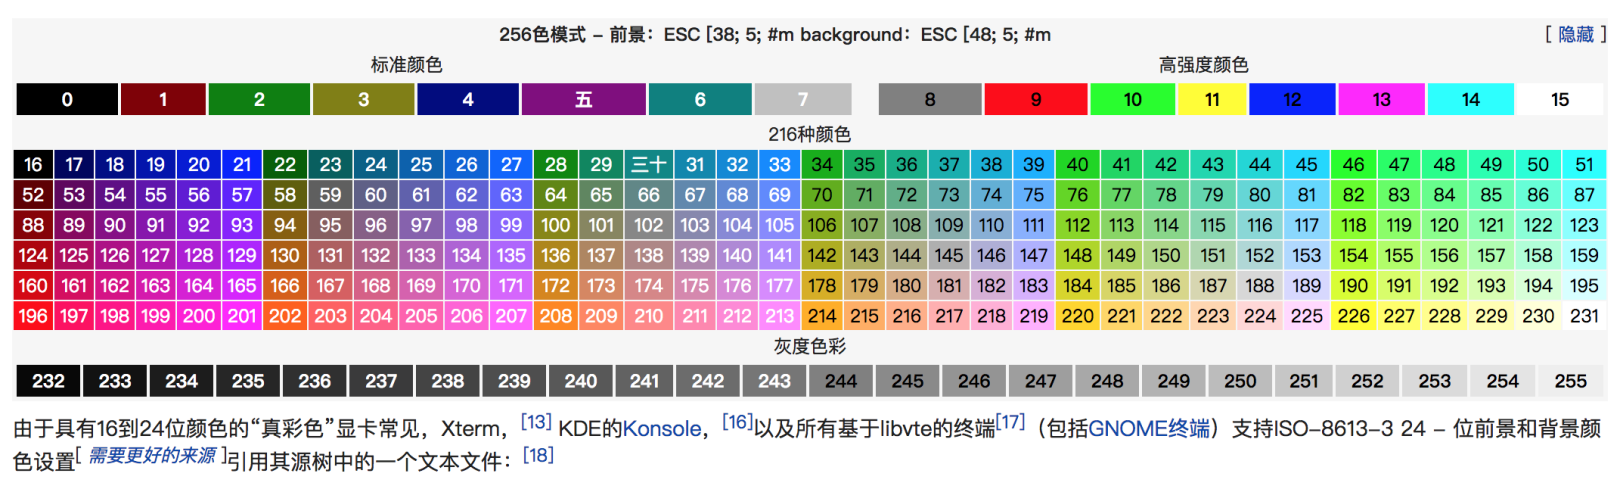 256色模式 – 前景：ESC [38; 5; #m background：ESC [48; 5; #m [ 隐藏 ]
标准颜色 高强度颜色
0 1 2 3 4 五 6 7 8 9 10 11 12 13 14 15
216种颜色
16 17 18 19 20 21 22 23 24 25 26 27 28 29 三十 31 32 33 34 35 36 37 38 39 40 41 42 43 44 45 46 47 48 49 50 51
52 53 54 55 56 57 58 59 60 61 62 63 64 65 66 67 68 69 70 71 72 73 74 75 76 77 78 79 80 81 82 83 84 85 86 87
88 89 90 91 92 93 94 95 96 97 98 99 100 101 102 103 104 105 106 107 108 109 110 111 112 113 114 115 116 117 118 119 120 121 122 123
124 125 126 127 128 129 130 131 132 133 134 135 136 137 138 139 140 141 142 143 144 145 146 147 148 149 150 151 152 153 154 155 156 157 158 159
160 161 162 163 164 165 166 167 168 169 170 171 172 173 174 175 176 177 178 179 180 181 182 183 184 185 186 187 188 189 190 191 192 193 194 195
196 197 198 199 200 201 202 203 204 205 206 207 208 209 210 211 212 213 214 215 216 217 218 219 220 221 222 223 224 225 226 227 228 229 230 231
灰度色彩
232 233 234 235 236 237 238 239 240 241 242 243 244 245 246 247 248 249 250 251 252 253 254 255
由于具有16到24位颜色的“真彩色”显卡常见，Xterm，[13] KDE的Konsole，[16]以及所有基于libvte的终端[17]（包括GNOME终端）支持ISO-8613-3 24 - 位前景和背景颜
色设置[ 需要更好的来源 ]引用其源树中的一个文本文件：[18]